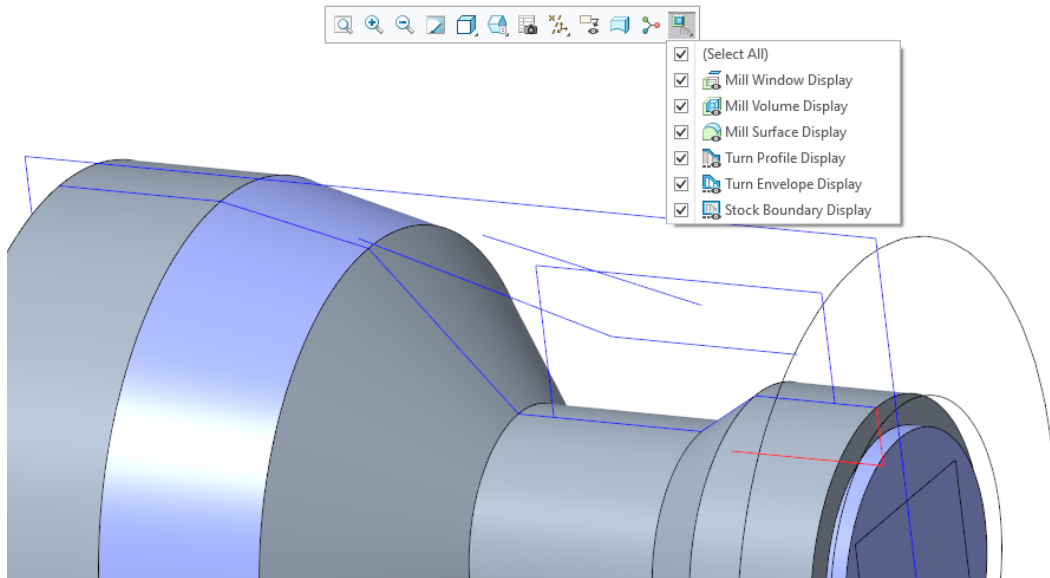 (Select All)
Mill Window Display
Mill Volume Display
Mill Surface Display
Turn Profile Display
Turn Envelope Display
Stock Boundary Display